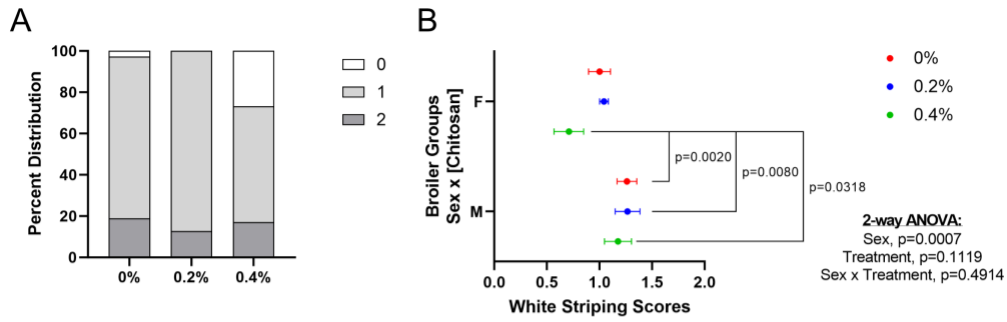 A
Percent Distribution
100
80
60
40
20
0
0%
0.2%
0.4%
0
1
2
B
Broiler Groups
Sex x [Chitosan]
F
M
0.0
0.5
1.0
1.5
2.0
White Striping Scores
p=0.0020
p=0.0080
p=0.0318
0%
0.2%
0.4%
2-way ANOVA:
Sex, p=0.0007
Treatment, p=0.1119
Sex x Treatment, p=0.4914